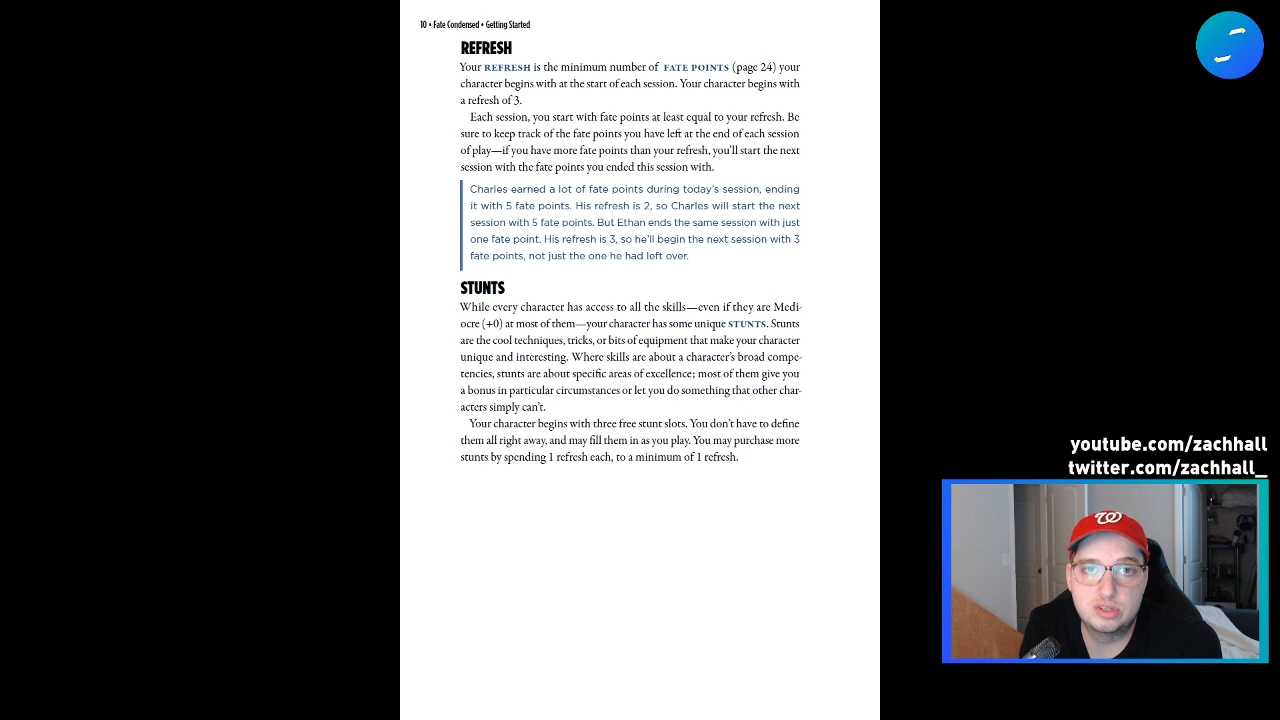 10 • Fate Condensed • Getting Started
REFRESH
Your REFRESH is the minimum number of FATE POINTS (page 24) your
character begins with at the start of each session. Your character begins with
a refresh of 3.
Each session, you start with fate points at least equal to your refresh. Be
sure to keep track of the fate points you have left at the end of each session
of play—if you have more fate points than your refresh, you'll start the next
session with the fate points you ended this session with.
Charles earned a lot of fate points during today's session, ending
it with 5 fate points. His refresh is 2, so Charles will start the next
session with 5 fate points. But Ethan ends the same session with just
one fate point. His refresh is 3, so he'll begin the next session with 3
fate points, not just the one he had left over.
STUNTS
While every character has access to all the skills—even if they are Medi-
ocre (+0) at most of them—your character has some unique STUNTS. Stunts
are the cool techniques, tricks, or bits of equipment that make your character
unique and interesting. Where skills are about a character's broad compe-
tencies, stunts are about specific areas of excellence; most of them give you
a bonus in particular circumstances or let you do something that other char-
acters simply can't.
Your character begins with three free stunt slots. You don't have to define
them all right away, and may fill them in as you play. You may purchase more
stunts by spending 1 refresh each, to a minimum of 1 refresh.
youtube.com/zachhall
twitter.com/zachhall_
W